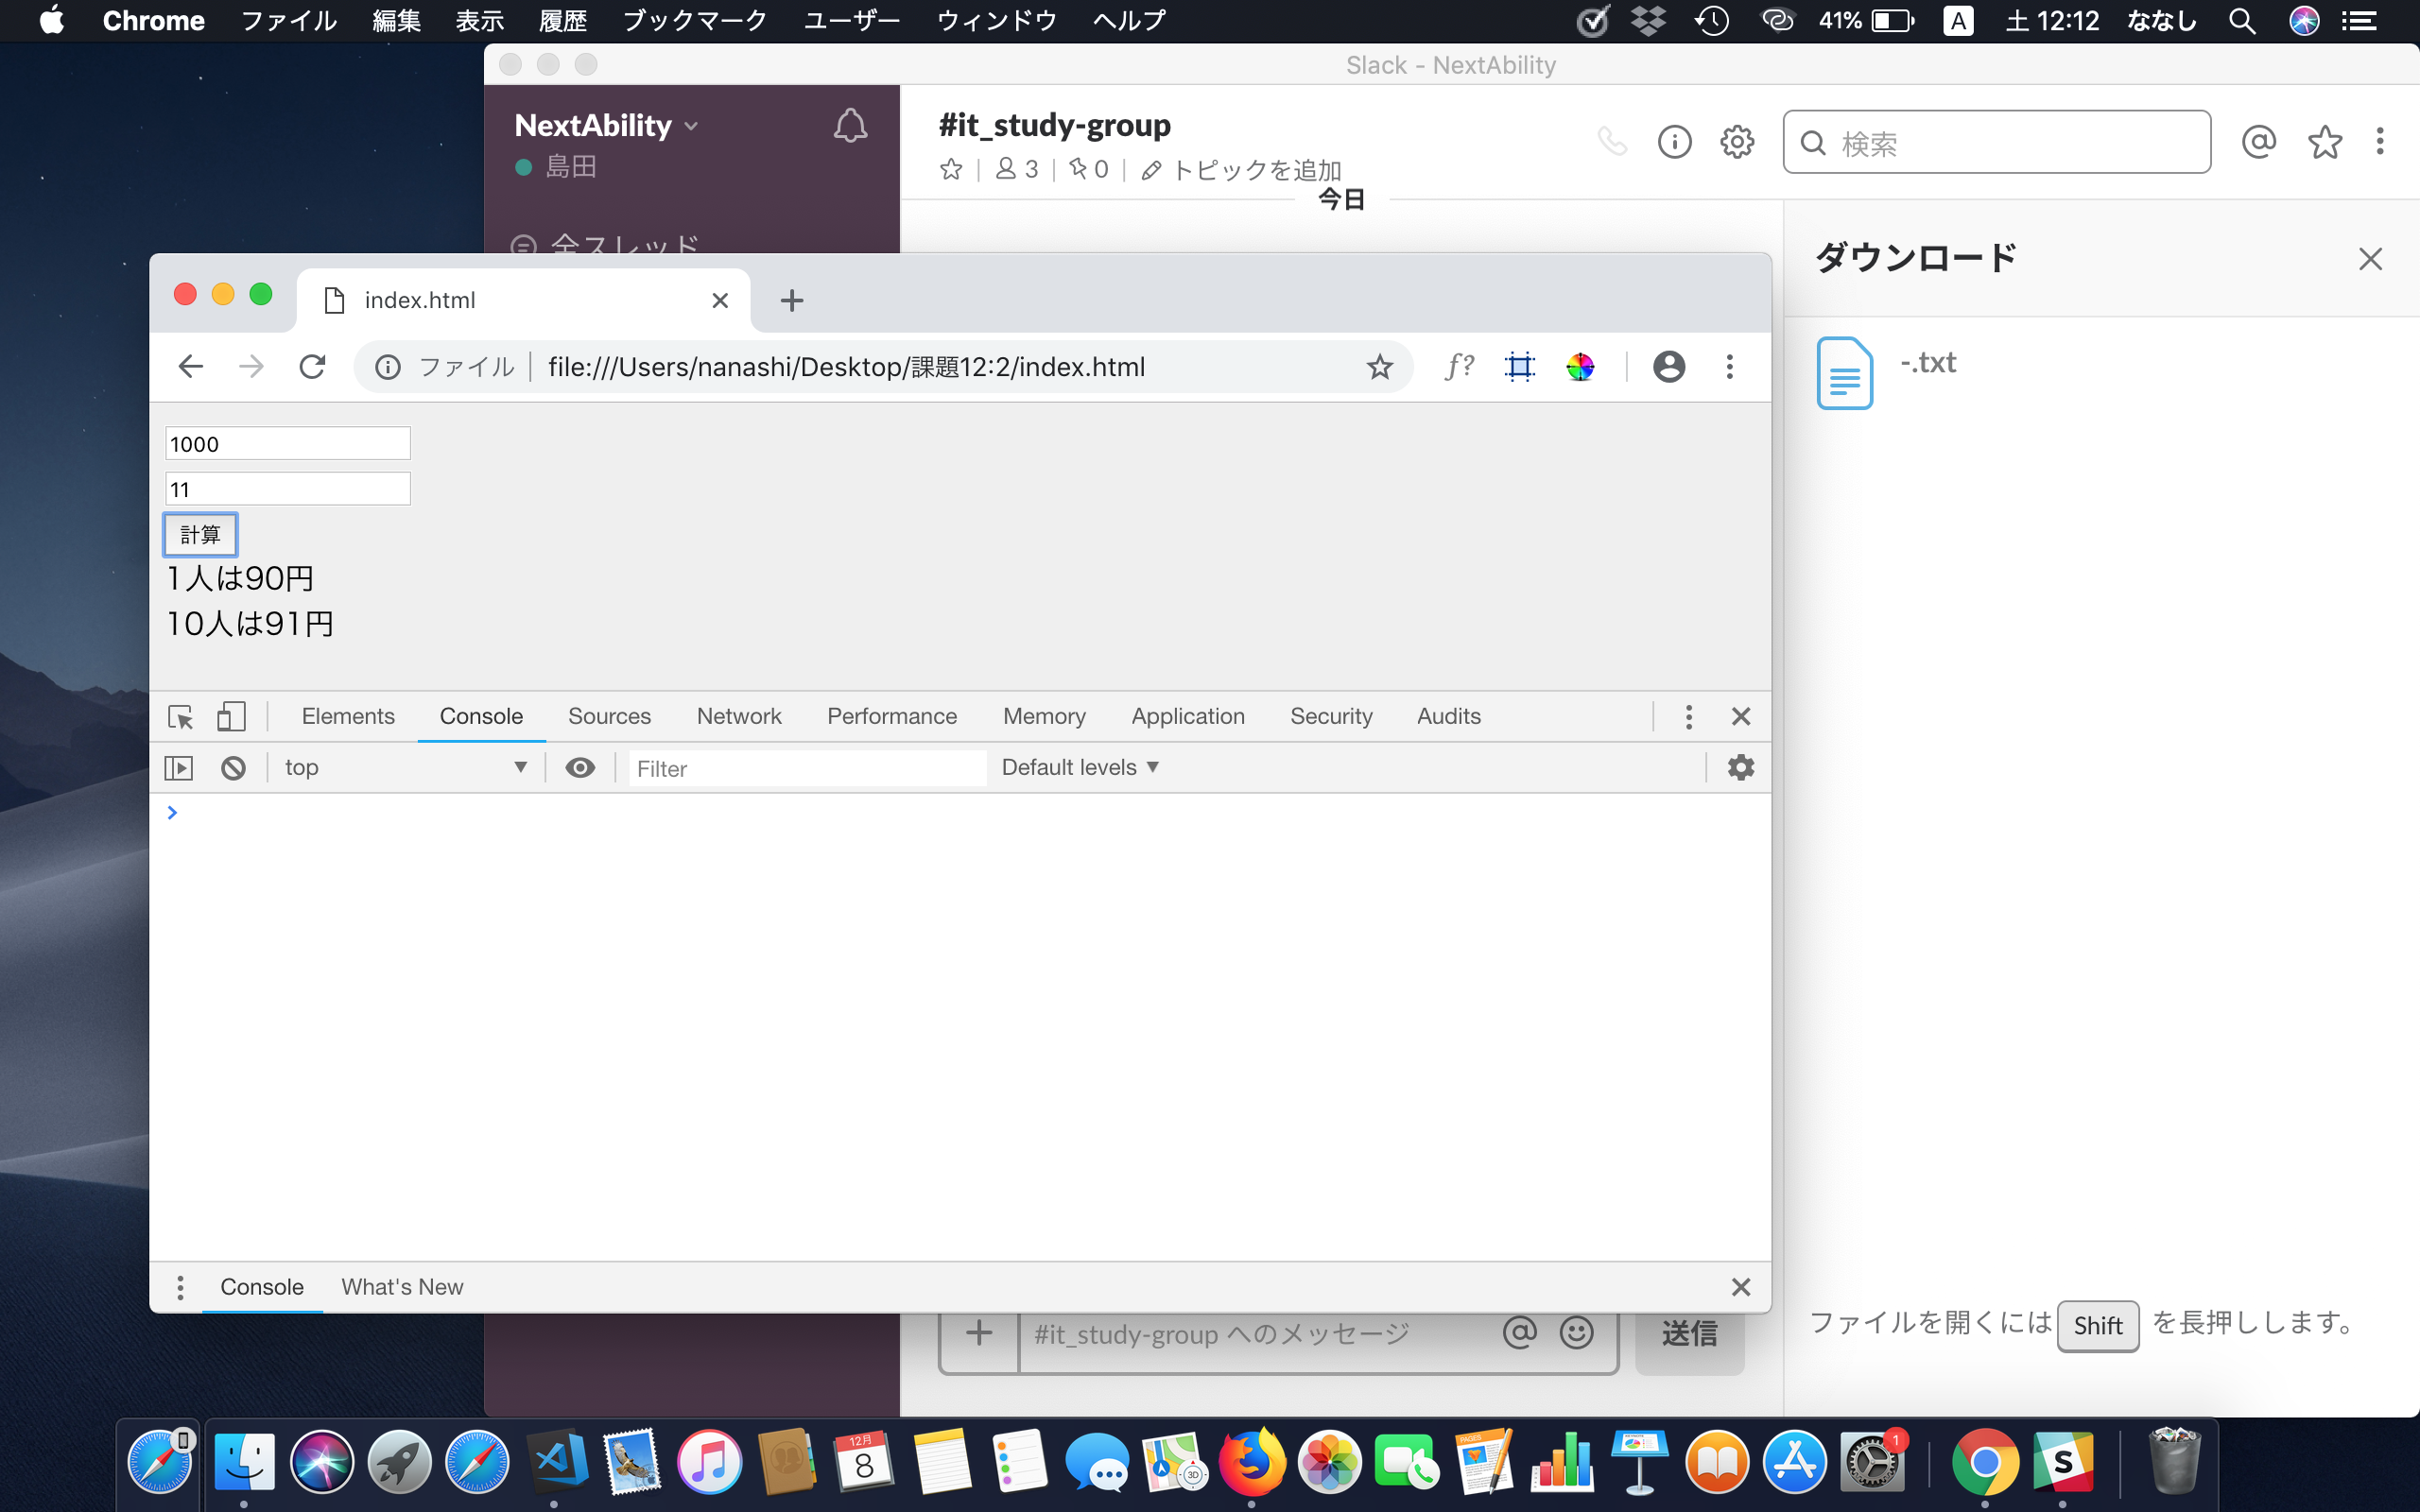 Chrome ファイル 編集 表示 履歴 ブックマーク ユーザー ウィンドウ ヘルプ 41% A 土 12:12 ななし
Slack - NextAbility
NextAbility
島田
全スレッド
#it_study-group
3 0 トピックを追加
検索
今日
ダウンロード
-.txt
index.html
ファイル file:///Users/nanashi/Desktop/課題12:2/index.html
f?
1000
11
計算
1人は90円
10人は91円
Elements Console Sources Network Performance Memory Application Security Audits
top Filter Default levels
Console What's New
#it_study-group へのメッセージ
送信
ファイルを開くには Shift を長押しします。
12月
8
PAGES
3D
1
S